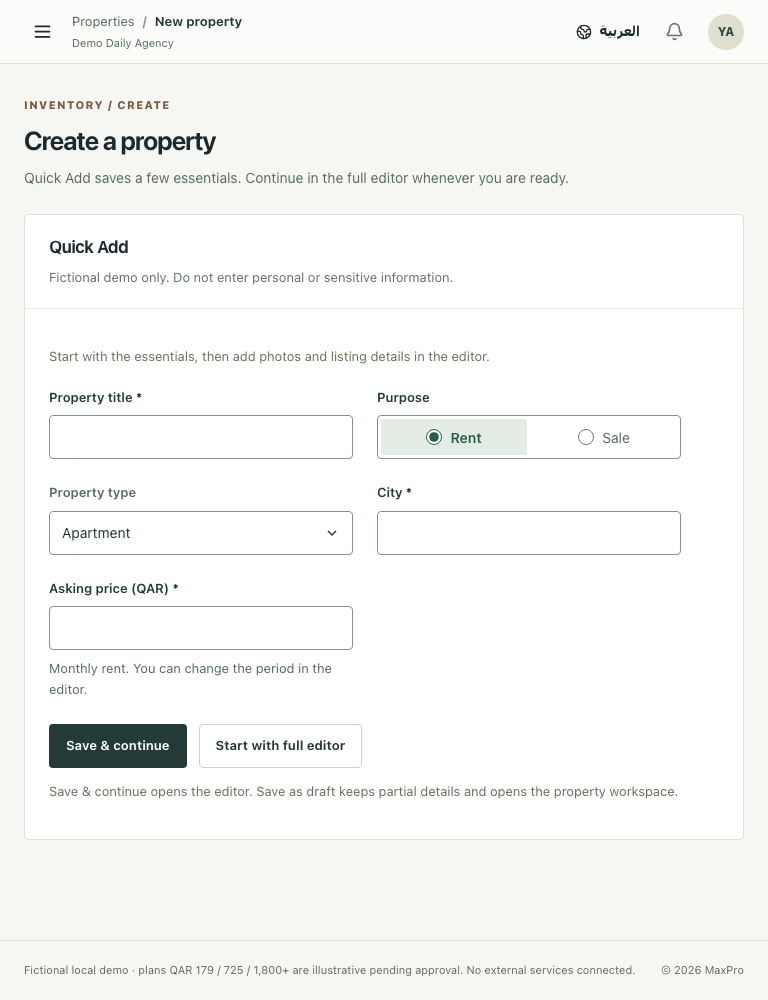 Properties / New property
Demo Daily Agency
العربية
YA
INVENTORY / CREATE
Create a property
Quick Add saves a few essentials. Continue in the full editor whenever you are ready.
Quick Add
Fictional demo only. Do not enter personal or sensitive information.
Start with the essentials, then add photos and listing details in the editor.
Property title *
Purpose
Rent
Sale
Property type
City *
Apartment
Asking price (QAR) *
Monthly rent. You can change the period in the
editor.
Save & continue
Start with full editor
Save & continue opens the editor. Save as draft keeps partial details and opens the property workspace.
Fictional local demo · plans QAR 179 / 725 / 1,800+ are illustrative pending approval. No external services connected.
© 2026 MaxPro